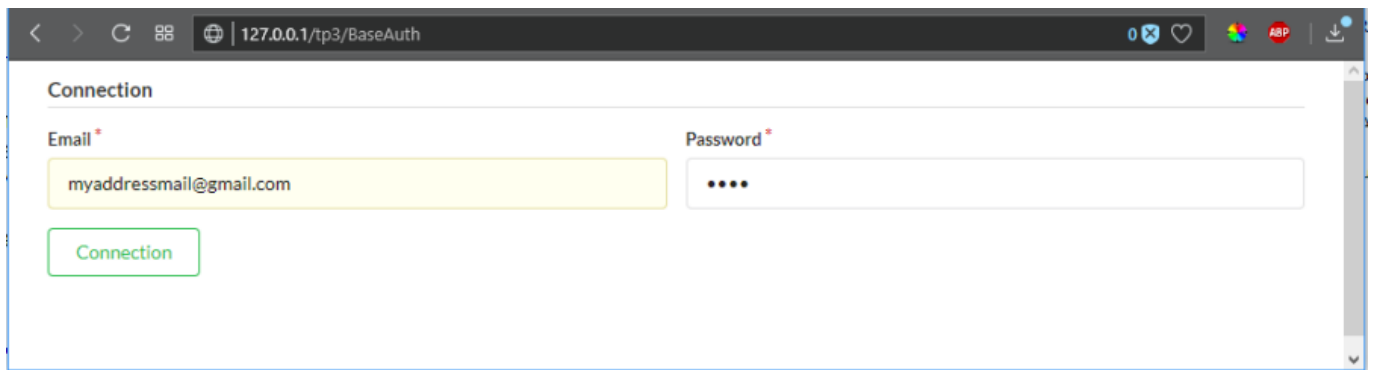 127.0.0.1/tp3/BaseAuth 0 ABP
Connection
Email * Password *
myaddressmail@gmail.com ••••
Connection